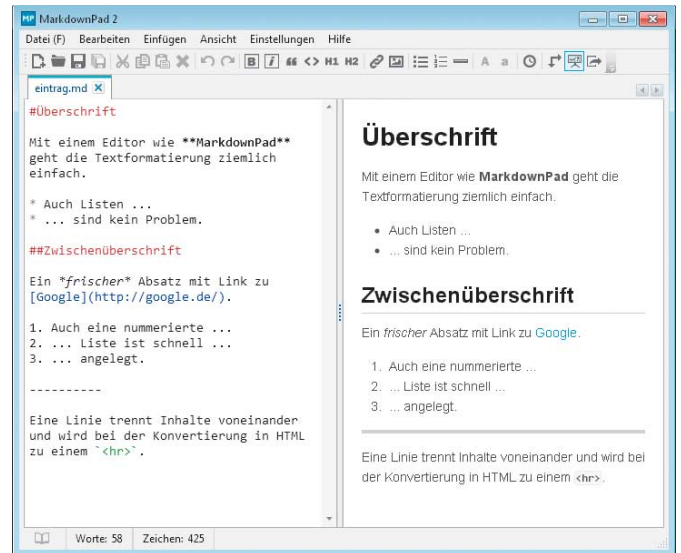 MarkdownPad 2
Datei (F) Bearbeiten Einfügen Ansicht Einstellungen Hilfe
B i “ <> H1 H2 A a
eintrag.md
#Überschrift
Mit einem Editor wie **MarkdownPad**
geht die Textformatierung ziemlich
einfach.
* Auch Listen ...
* ... sind kein Problem.
##Zwischenüberschrift
Ein *frischer* Absatz mit Link zu
[Google](http://google.de/).
1. Auch eine nummerierte ...
2. ... Liste ist schnell ...
3. ... angelegt.
----------
Eine Linie trennt Inhalte voneinander
und wird bei der Konvertierung in HTML
zu einem `<hr>`.
Überschrift
Mit einem Editor wie MarkdownPad geht die
Textformatierung ziemlich einfach.
• Auch Listen ...
• ... sind kein Problem.
Zwischenüberschrift
Ein frischer Absatz mit Link zu Google.
1. Auch eine nummerierte ...
2. ... Liste ist schnell ...
3. ... angelegt.
Eine Linie trennt Inhalte voneinander und wird bei
der Konvertierung in HTML zu einem <hr>.
Worte: 58 Zeichen: 425